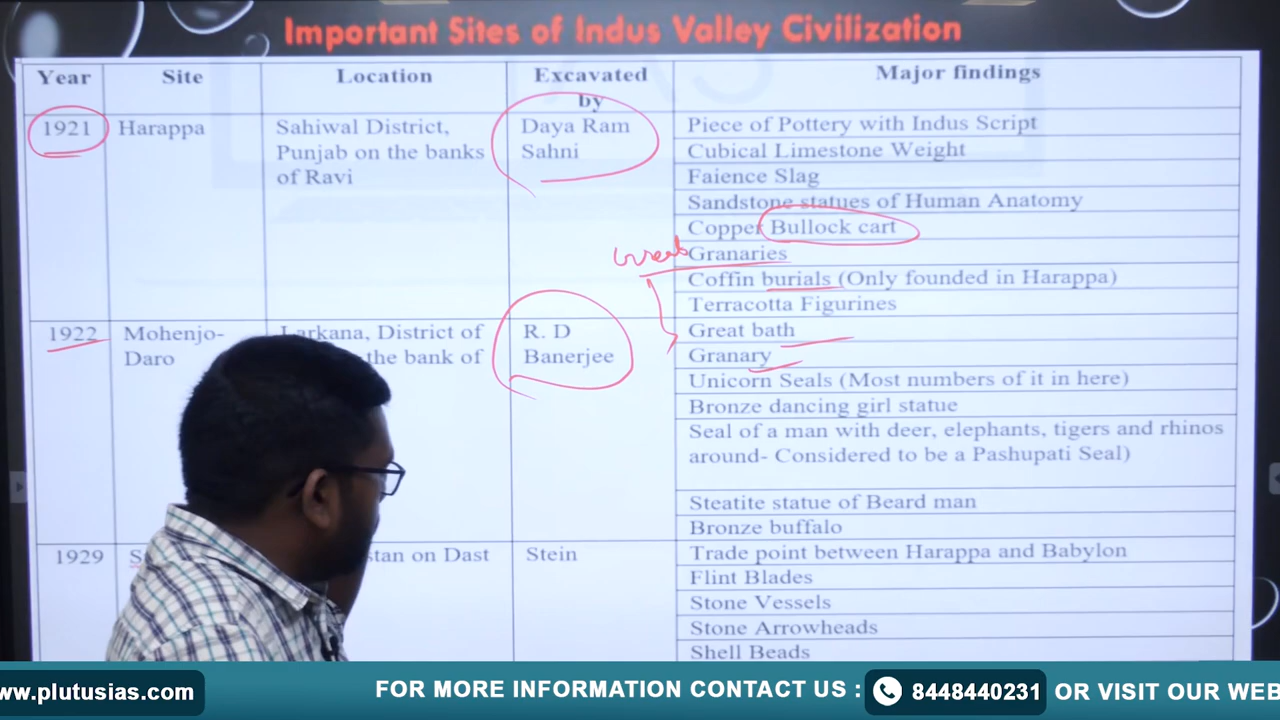 Important Sites of Indus Valley Civilization
Year Site Location Excavated by Major findings
1921 Harappa Sahiwal District, Punjab on the banks of Ravi Daya Ram Sahni
Piece of Pottery with Indus Script
Cubical Limestone Weight
Faience Slag
Sandstone statues of Human Anatomy
Copper Bullock cart
Granaries
Coffin burials (Only founded in Harappa)
Terracotta Figurines
1922 Mohenjo-Daro Larkana, District of the bank of R. D Banerjee
Great bath
Granary
Unicorn Seals (Most numbers of it in here)
Bronze dancing girl statue
Seal of a man with deer, elephants, tigers and rhinos
around- Considered to be a Pashupati Seal)
Steatite statue of Beard man
Bronze buffalo
1929 on Dast Stein
Trade point between Harappa and Babylon
Flint Blades
Stone Vessels
Stone Arrowheads
Shell Beads
www.plutusias.com
FOR MORE INFORMATION CONTACT US : 8448440231 OR VISIT OUR